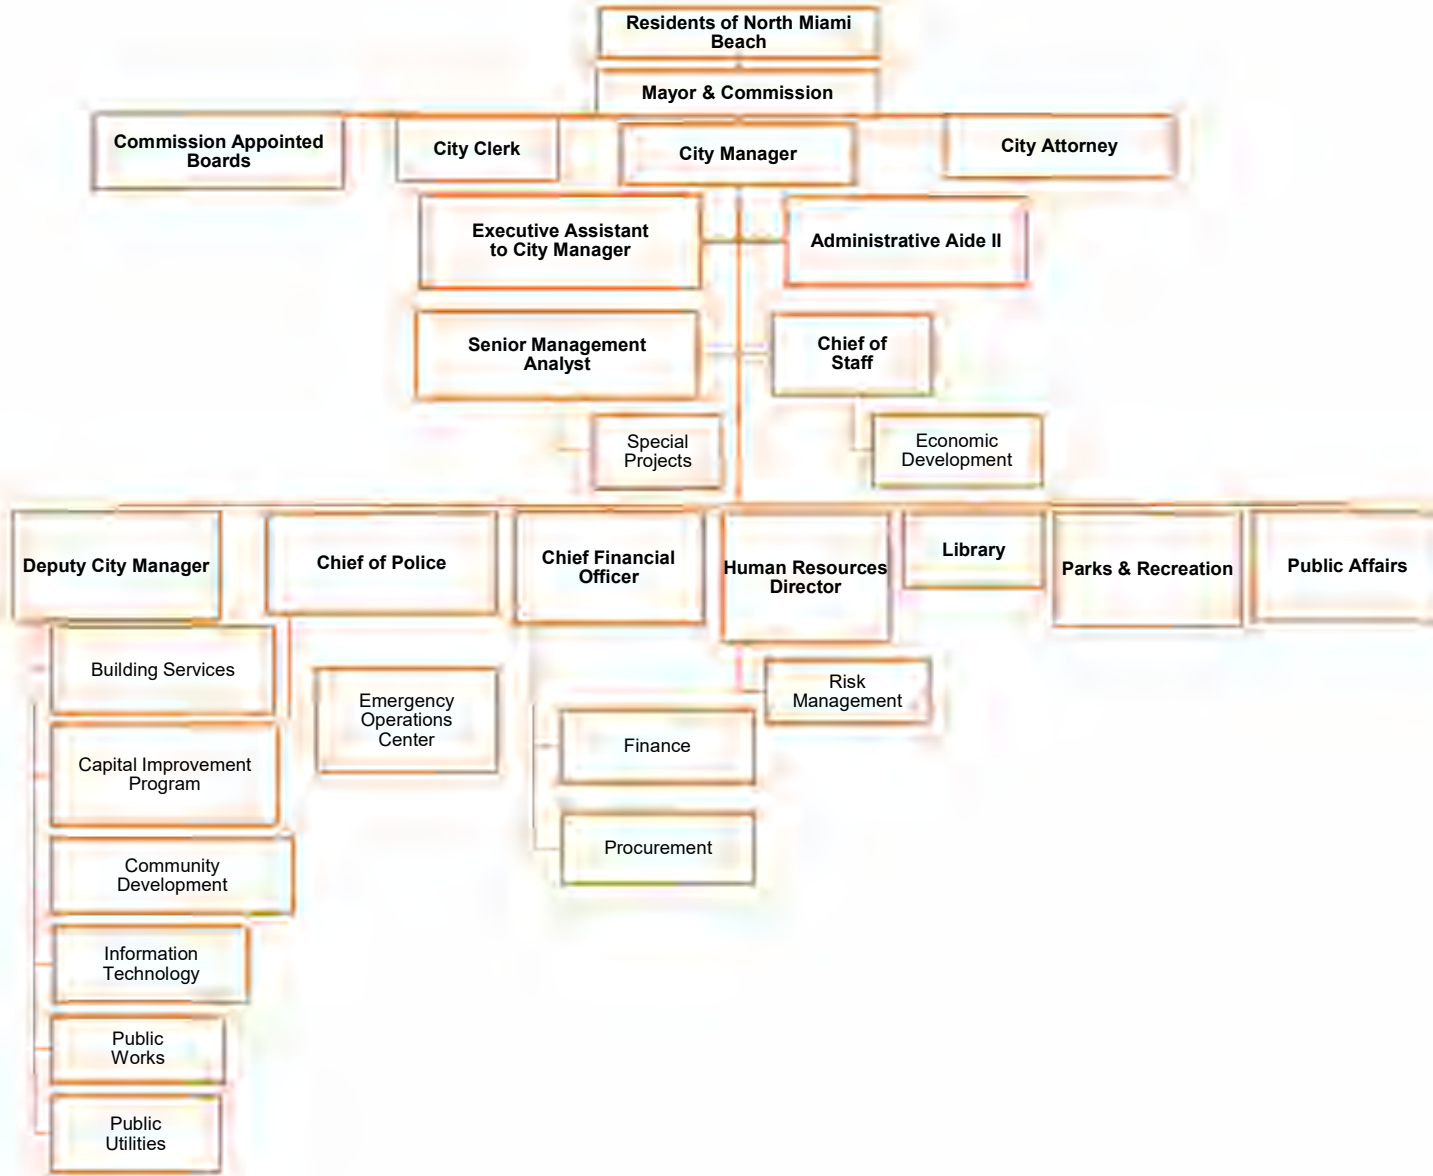 Residents of North Miami
Beach
Mayor & Commission
Commission Appointed
Boards
City Clerk
City Manager
City Attorney
Executive Assistant
to City Manager
Administrative Aide II
Senior Management
Analyst
Chief of
Staff
Special
Projects
Economic
Development
Deputy City Manager
Chief of Police
Chief Financial
Officer
Human Resources
Director
Library
Parks & Recreation
Public Affairs
Building Services
Capital Improvement
Program
Community
Development
Information
Technology
Public
Works
Public
Utilities
Emergency
Operations
Center
Finance
Procurement
Risk
Management